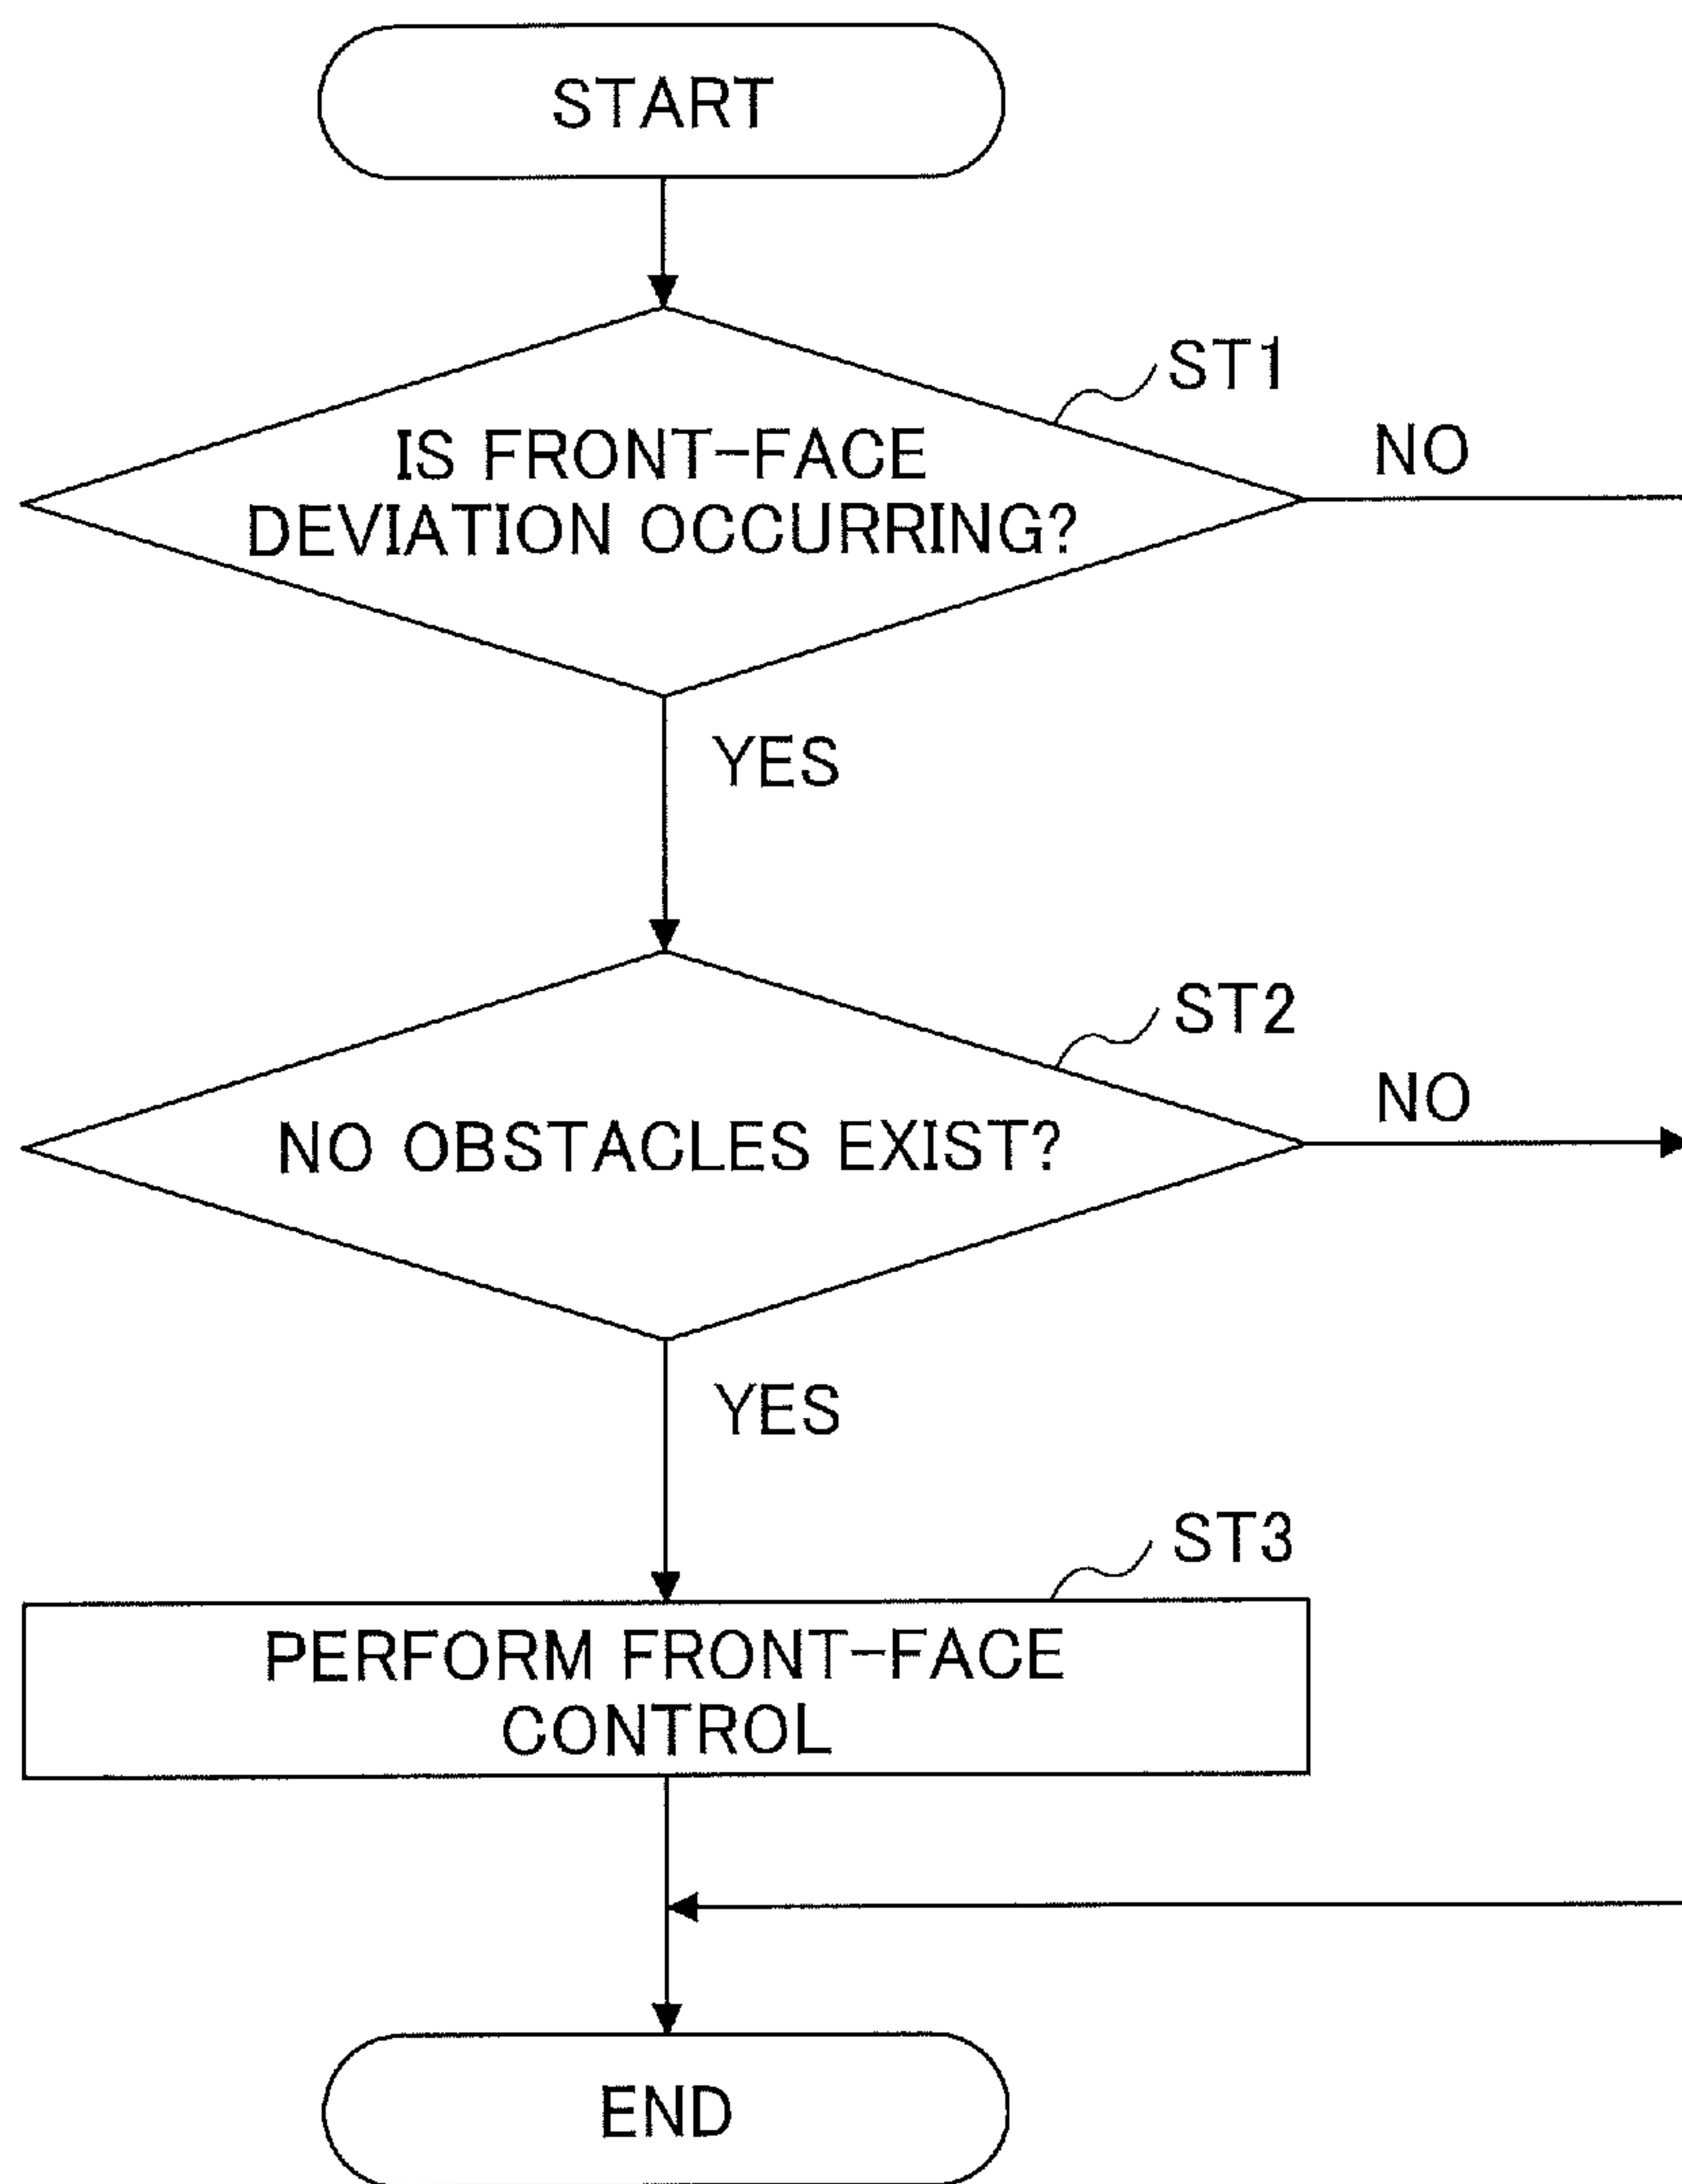 START
ST1
IS FRONT-FACE
DEVIATION OCCURRING?
NO
YES
ST2
NO OBSTACLES EXIST?
NO
YES
ST3
PERFORM FRONT-FACE
CONTROL
END